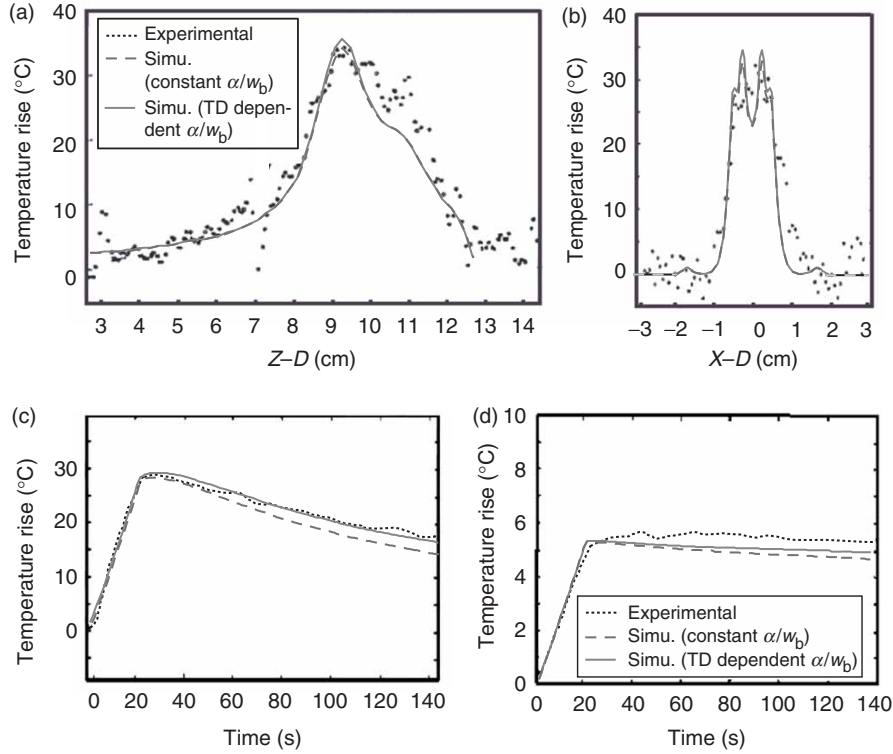 (a)
40
30
20
10
0
Temperature rise (°C)
Experimental
Simu.
(constant α/wb)
Simu. (TD depen-
dent α/wb)
3 4 5 6 7 8 9 10 11 12 13 14
Z–D (cm)
(b)
40
30
20
10
0
Temperature rise (°C)
−3 −2 −1 0 1 2 3
X–D (cm)
(c)
30
20
10
0
Temperature rise (°C)
0 20 40 60 80 100 120 140
Time (s)
(d)
10
8
6
4
2
0
Temperature rise (°C)
Experimental
Simu. (constant α/wb)
Simu. (TD dependent α/wb)
0 20 40 60 80 100 120 140
Time (s)